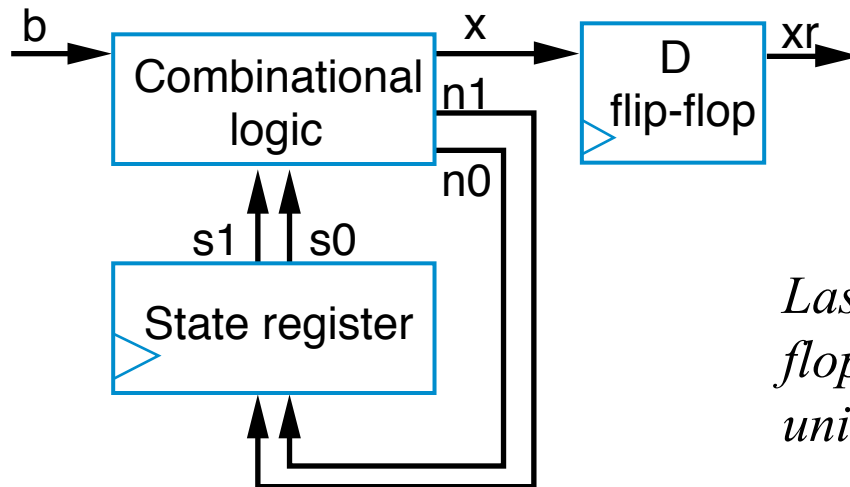 b
x
xr
Combinational
logic
n1
n0
D
flip-flop
s1
s0
State register
Las
flop
uni